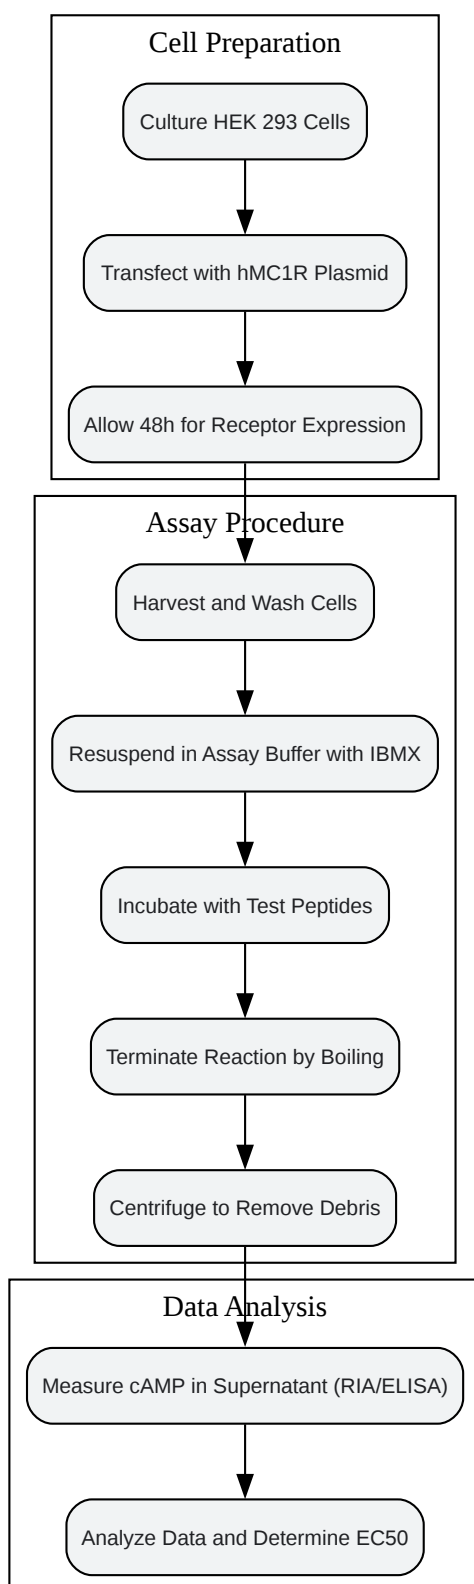 Cell Preparation
Culture HEK 293 Cells
Transfect with hMC1R Plasmid
Allow 48h for Receptor Expression
Assay Procedure
Harvest and Wash Cells
Resuspend in Assay Buffer with IBMX
Incubate with Test Peptides
Terminate Reaction by Boiling
Centrifuge to Remove Debris
Data Analysis
Measure cAMP in Supernatant (RIA/ELISA)
Analyze Data and Determine EC50